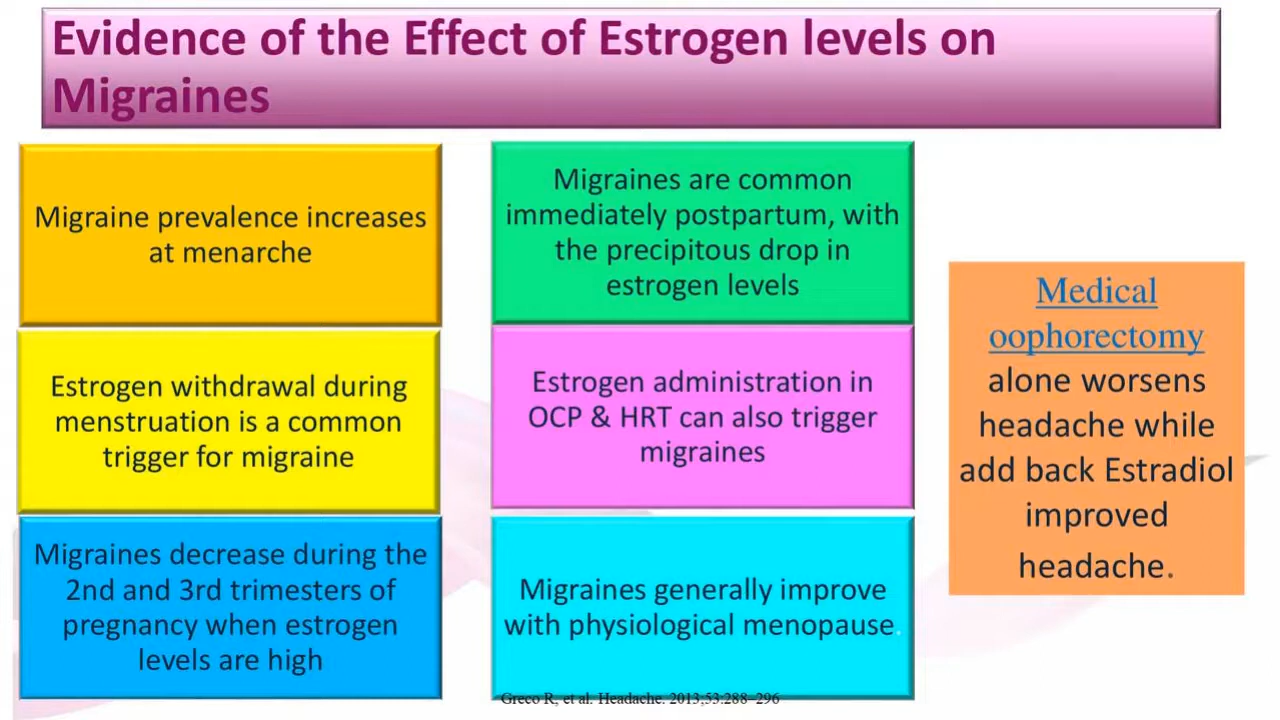 Evidence of the Effect of Estrogen levels on
Migraines
Migraine prevalence increases
at menarche
Estrogen withdrawal during
menstruation is a common
trigger for migraine
Migraines decrease during the
2nd and 3rd trimesters of
pregnancy when estrogen
levels are high
Migraines are common
immediately postpartum, with
the precipitous drop in
estrogen levels
Estrogen administration in
OCP & HRT can also trigger
migraines
Migraines generally improve
with physiological menopause.
Greco R, et al. Headache. 2013;53:288–296
Medical
oophorectomy
alone worsens
headache while
add back Estradiol
improved
headache.